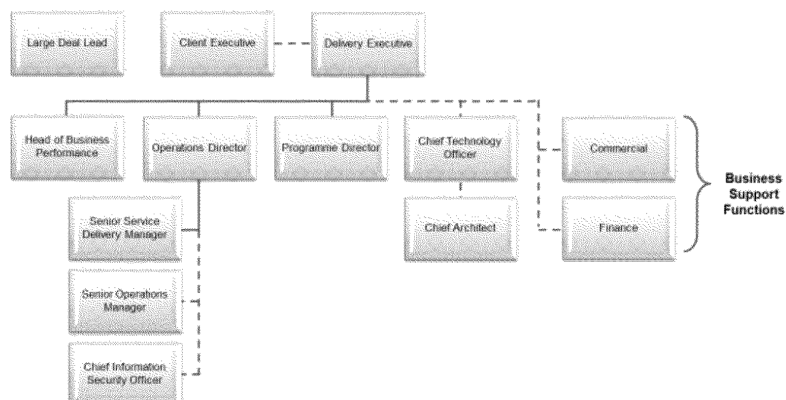 Large Deal Lead
Client Executive
Delivery Executive
Head of Business
Performance
Operations Director
Programme Director
Chief Technology
Officer
Commercial
Business
Support
Functions
Senior Service
Delivery Manager
Chief Architect
Finance
Senior Operations
Manager
Chief Information
Security Officer